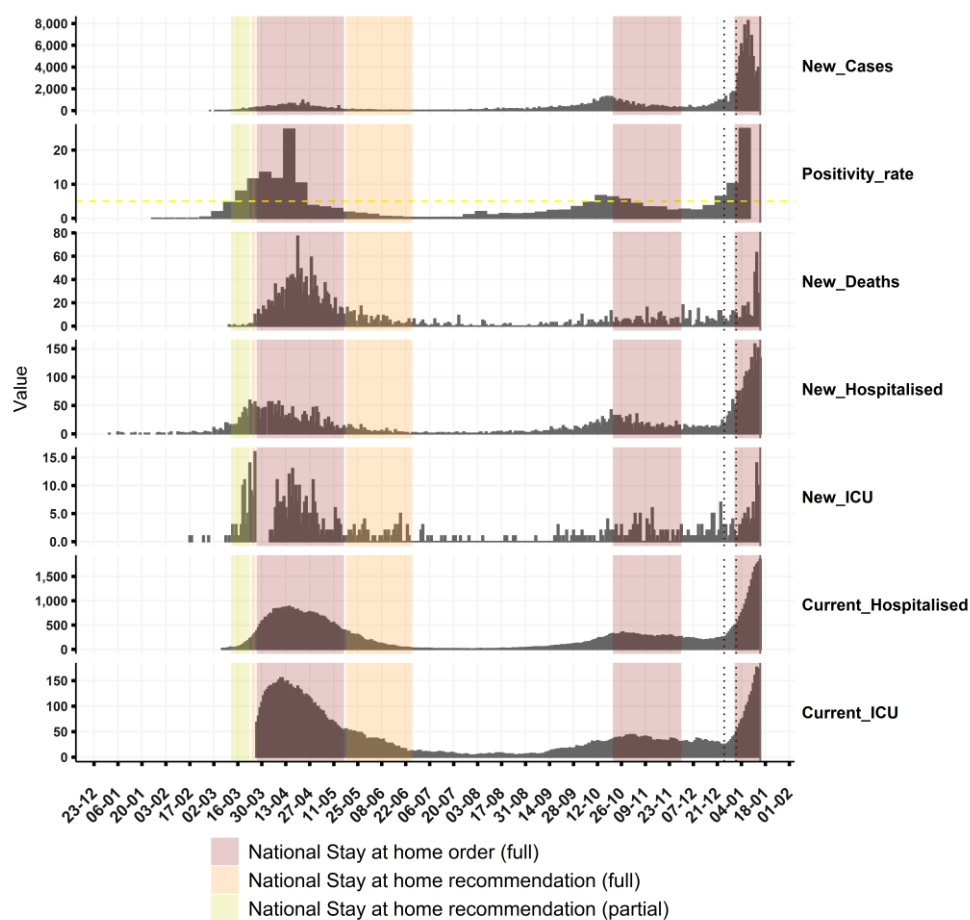 8,000
6,000
4,000
2,000
0
New_Cases
20
10
0
Positivity_rate
80
60
40
20
0
New_Deaths
150
100
50
0
New_Hospitalised
15.0
10.0
5.0
0.0
New_ICU
1,500
1,000
500
0
Current_Hospitalised
150
100
50
0
Current_ICU
Value
23-12 06-01 20-01 03-02 17-02 02-03 16-03 30-03 13-04 27-04 11-05 25-05 08-06 22-06 06-07 20-07 03-08 17-08 31-08 14-09 28-09 12-10 26-10 09-11 23-11 07-12 21-12 04-01 18-01 01-02
National Stay at home order (full)
National Stay at home recommendation (full)
National Stay at home recommendation (partial)